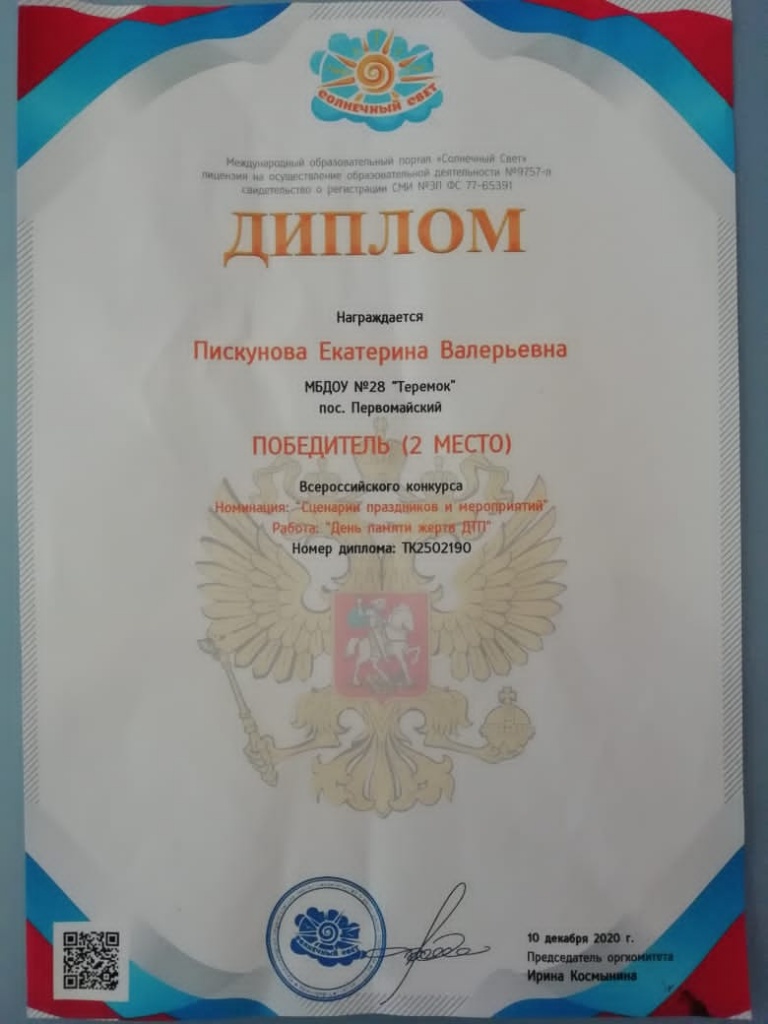 СОЛНЕЧНЫЙ СВЕТ
Международный образовательный портал «Солнечный Свет»
лицензия на осуществление образовательной деятельности №9757-л
свидетельство о регистрации СМИ №ЭЛ ФС 77-65391
ДИПЛОМ
Награждается
Пискунова Екатерина Валерьевна
МБДОУ №28 "Теремок"
пос. Первомайский
ПОБЕДИТЕЛЬ (2 МЕСТО)
Всероссийского конкурса
Номинация: "Сценарии праздников и мероприятий"
Работа: "День памяти жертв ДТП"
Номер диплома: ТК2502190
СОЛНЕЧНЫЙ СВЕТ
10 декабря 2020 г.
Председатель оргкомитета
Ирина Космынина